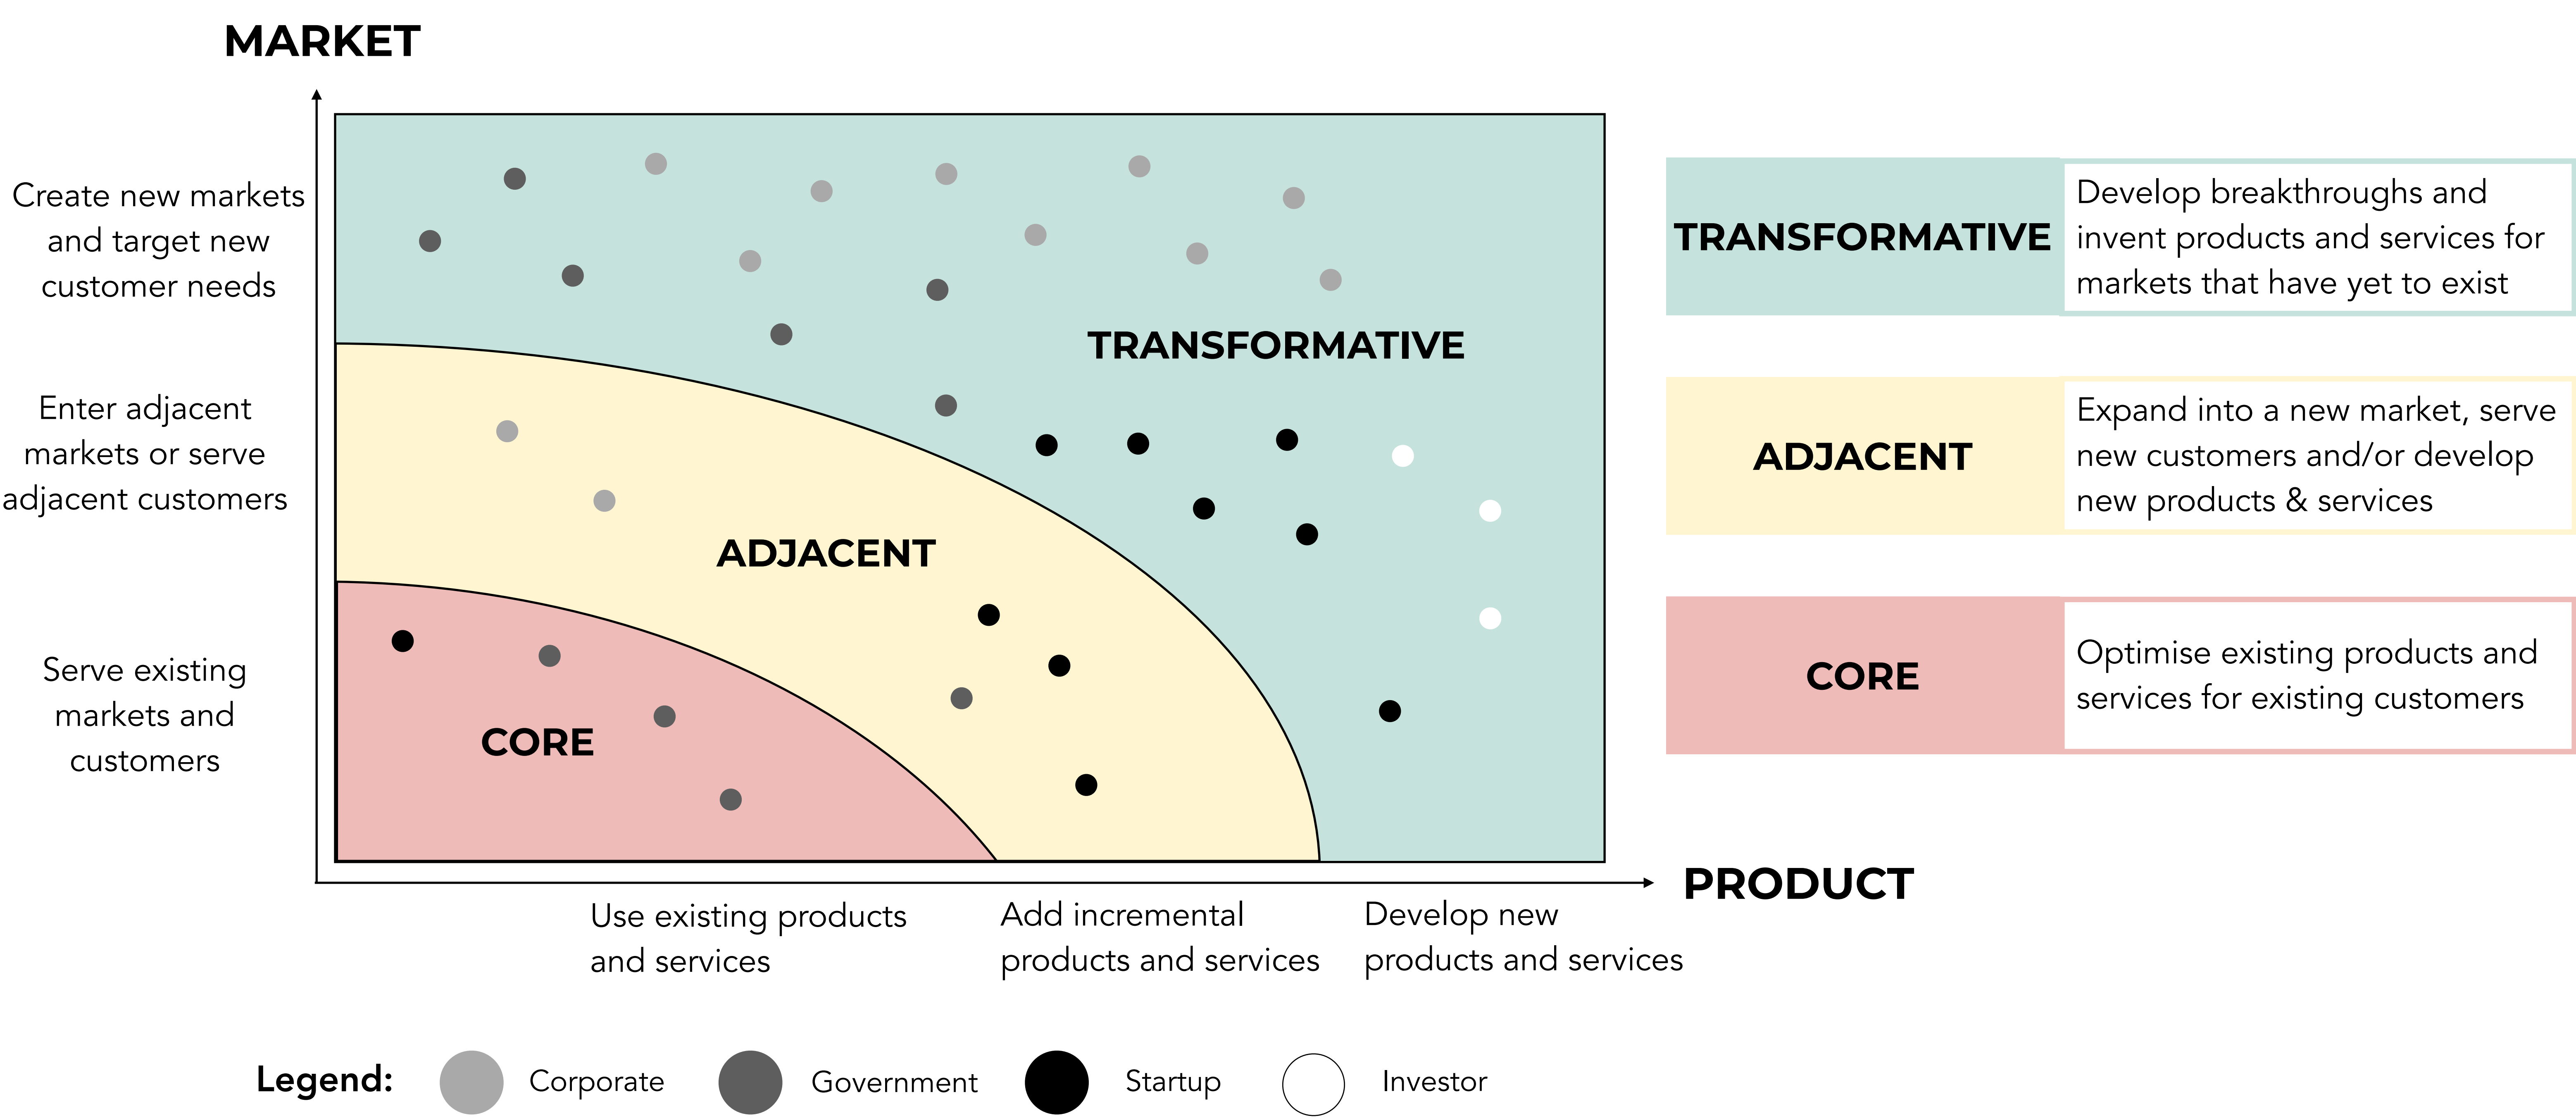 MARKET
Create new markets
and target new
customer needs
Enter adjacent
markets or serve
adjacent customers
Serve existing
markets and
customers
TRANSFORMATIVE
ADJACENT
CORE
TRANSFORMATIVE
Develop breakthroughs and
invent products and services for
markets that have yet to exist
ADJACENT
Expand into a new market, serve
new customers and/or develop
new products & services
CORE
Optimise existing products and
services for existing customers
PRODUCT
Use existing products
and services
Add incremental
products and services
Develop new
products and services
Legend:
Corporate
Government
Startup
Investor